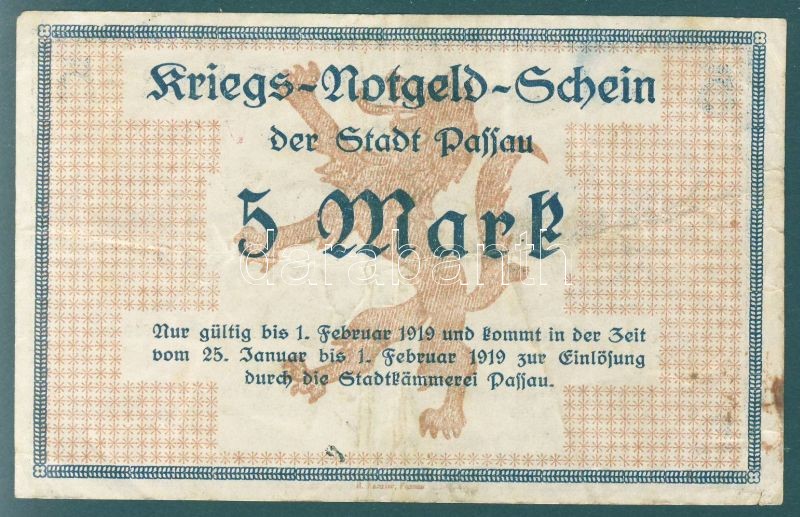 Kriegs-Notgeld-Schein
der Stadt Passau
5 Mark
darabanth
Nur gültig bis 1. Februar 1919 und kommt in der Zeit
vom 25. Januar bis 1. Februar 1919 zur Einlösung
durch die Stadtkämmerei Passau.